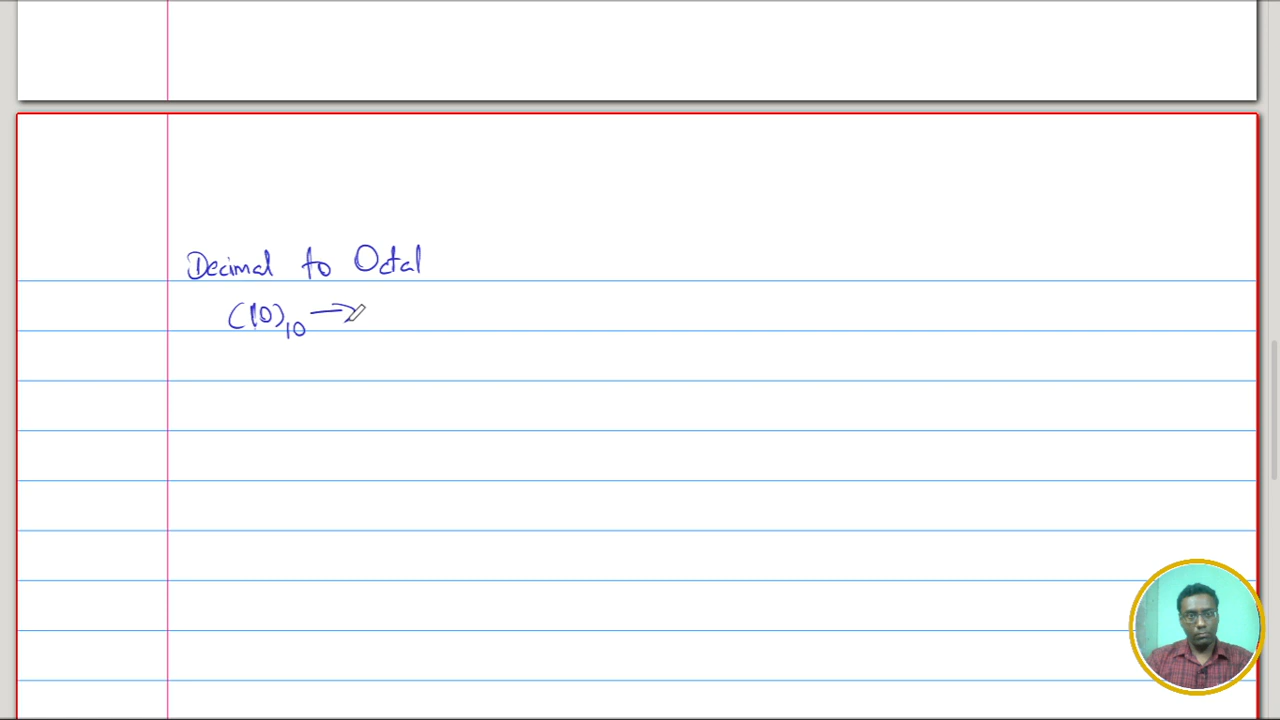 Decimal to Octal
(10)₁₀ →